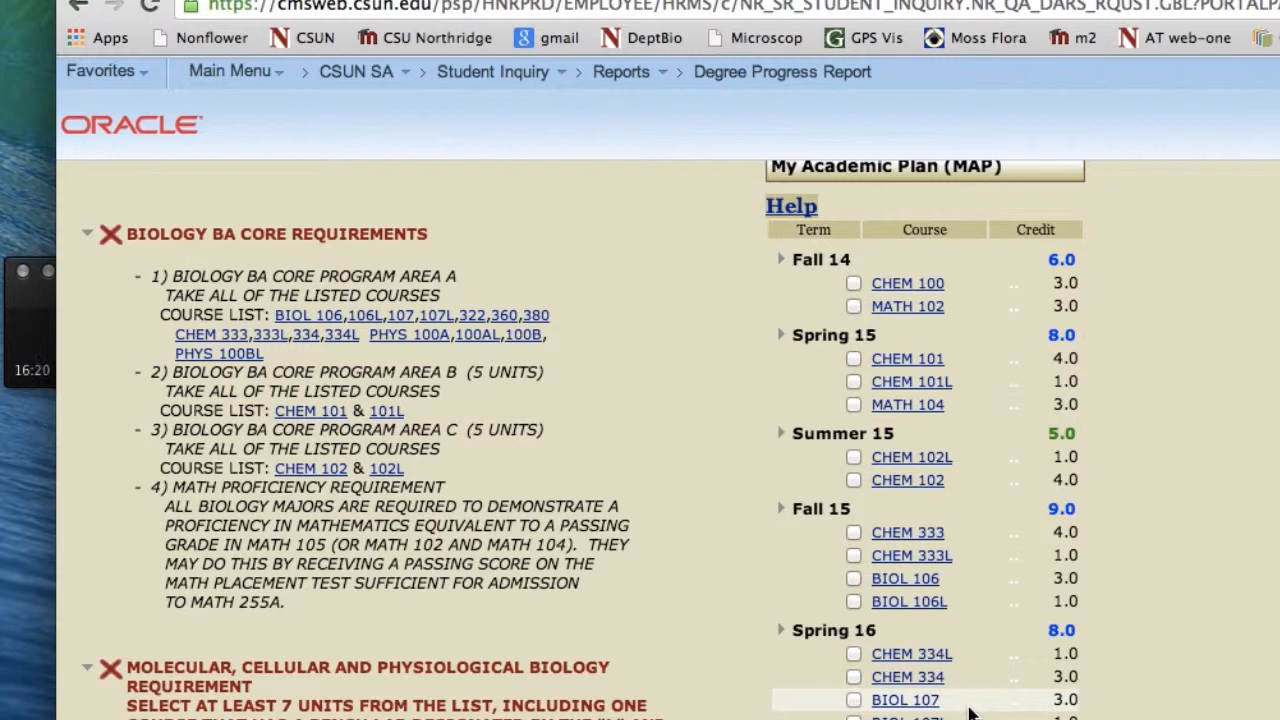 https://cmsweb.csun.edu/psp/HNRPRD/EMPLOYEE/HRMS/c/NR_SR_STUDENT_INQUIRY.NR_QA_DARS_RQUST.GBL?PORTALPA
Apps Nonflower CSUN CSU Northridge gmail DeptBio Microscop GPS Vis Moss Flora m2 AT web-one
Favorites Main Menu > CSUN SA > Student Inquiry > Reports > Degree Progress Report
ORACLE
My Academic Plan (MAP)
Help
Term Course Credit
BIOLOGY BA CORE REQUIREMENTS
- 1) BIOLOGY BA CORE PROGRAM AREA A
TAKE ALL OF THE LISTED COURSES
COURSE LIST: BIOL 106,106L,107,107L,322,360,380
CHEM 333,333L,334,334L PHYS 100A,100AL,100B,
PHYS 100BL
- 2) BIOLOGY BA CORE PROGRAM AREA B (5 UNITS)
TAKE ALL OF THE LISTED COURSES
COURSE LIST: CHEM 101 & 101L
- 3) BIOLOGY BA CORE PROGRAM AREA C (5 UNITS)
TAKE ALL OF THE LISTED COURSES
COURSE LIST: CHEM 102 & 102L
- 4) MATH PROFICIENCY REQUIREMENT
ALL BIOLOGY MAJORS ARE REQUIRED TO DEMONSTRATE A
PROFICIENCY IN MATHEMATICS EQUIVALENT TO A PASSING
GRADE IN MATH 105 (OR MATH 102 AND MATH 104). THEY
MAY DO THIS BY RECEIVING A PASSING SCORE ON THE
MATH PLACEMENT TEST SUFFICIENT FOR ADMISSION
TO MATH 255A.
MOLECULAR, CELLULAR AND PHYSIOLOGICAL BIOLOGY
REQUIREMENT
SELECT AT LEAST 7 UNITS FROM THE LIST, INCLUDING ONE
Fall 14 6.0
CHEM 100 .. 3.0
MATH 102 .. 3.0
Spring 15 8.0
CHEM 101 .. 4.0
CHEM 101L .. 1.0
MATH 104 .. 3.0
Summer 15 5.0
CHEM 102L .. 1.0
CHEM 102 .. 4.0
Fall 15 9.0
CHEM 333 .. 4.0
CHEM 333L .. 1.0
BIOL 106 .. 3.0
BIOL 106L .. 1.0
Spring 16 8.0
CHEM 334L .. 1.0
CHEM 334 .. 3.0
BIOL 107 .. 3.0
16:20